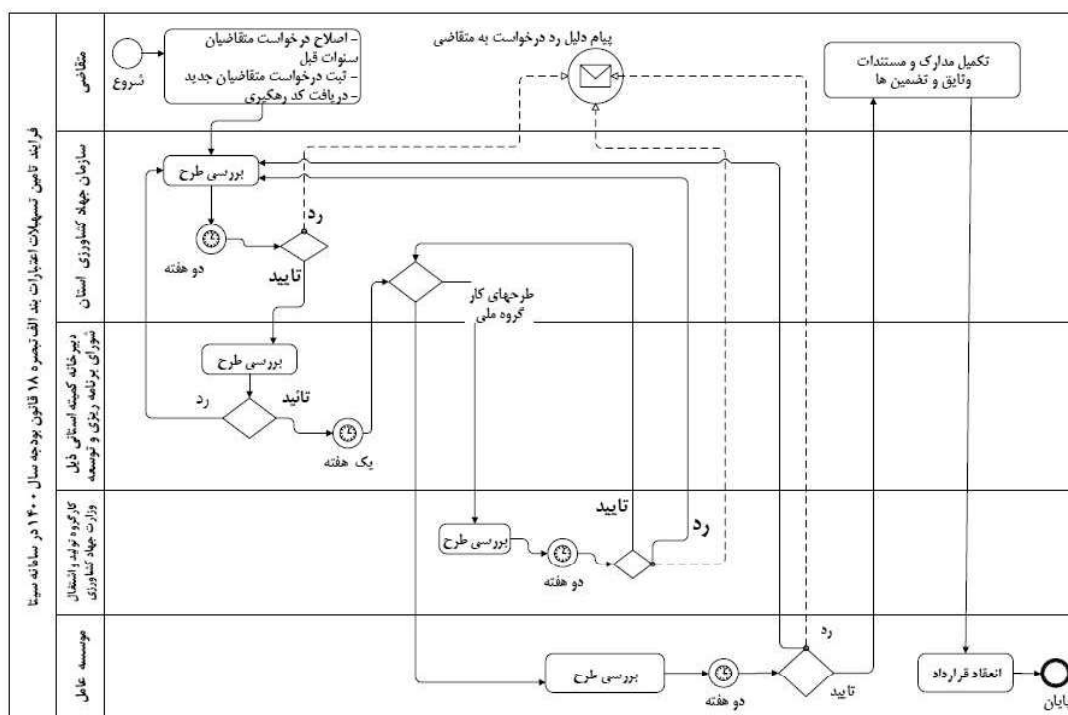 فرایند تامین تسهیلات اعتبارات بند الف تبصره ۱۸ قانون بودجه سال ۱۴۰۰ در سامانه سیتا
متقاضی
شروع
- اصلاح درخواست متقاضیان
سنوات قبل
- ثبت درخواست متقاضیان جدید
- دریافت کد رهگیری
پیام دلیل رد درخواست به متقاضی
تکمیل مدارک و مستندات
وثایق و تضمین ها
سازمان جهاد کشاورزی استان
بررسی طرح
دو هفته
رد
تایید
طرحهای کار
گروه ملی
دبیرخانه کمیته استانی ذیل
شورای برنامه ریزی و توسعه
بررسی طرح
رد
تائید
یک هفته
کارگروه تولید و اشتغال
وزارت جهاد کشاورزی
بررسی طرح
دو هفته
تایید
رد
موسسه عامل
بررسی طرح
دو هفته
رد
تایید
انعقاد قرارداد
پایان